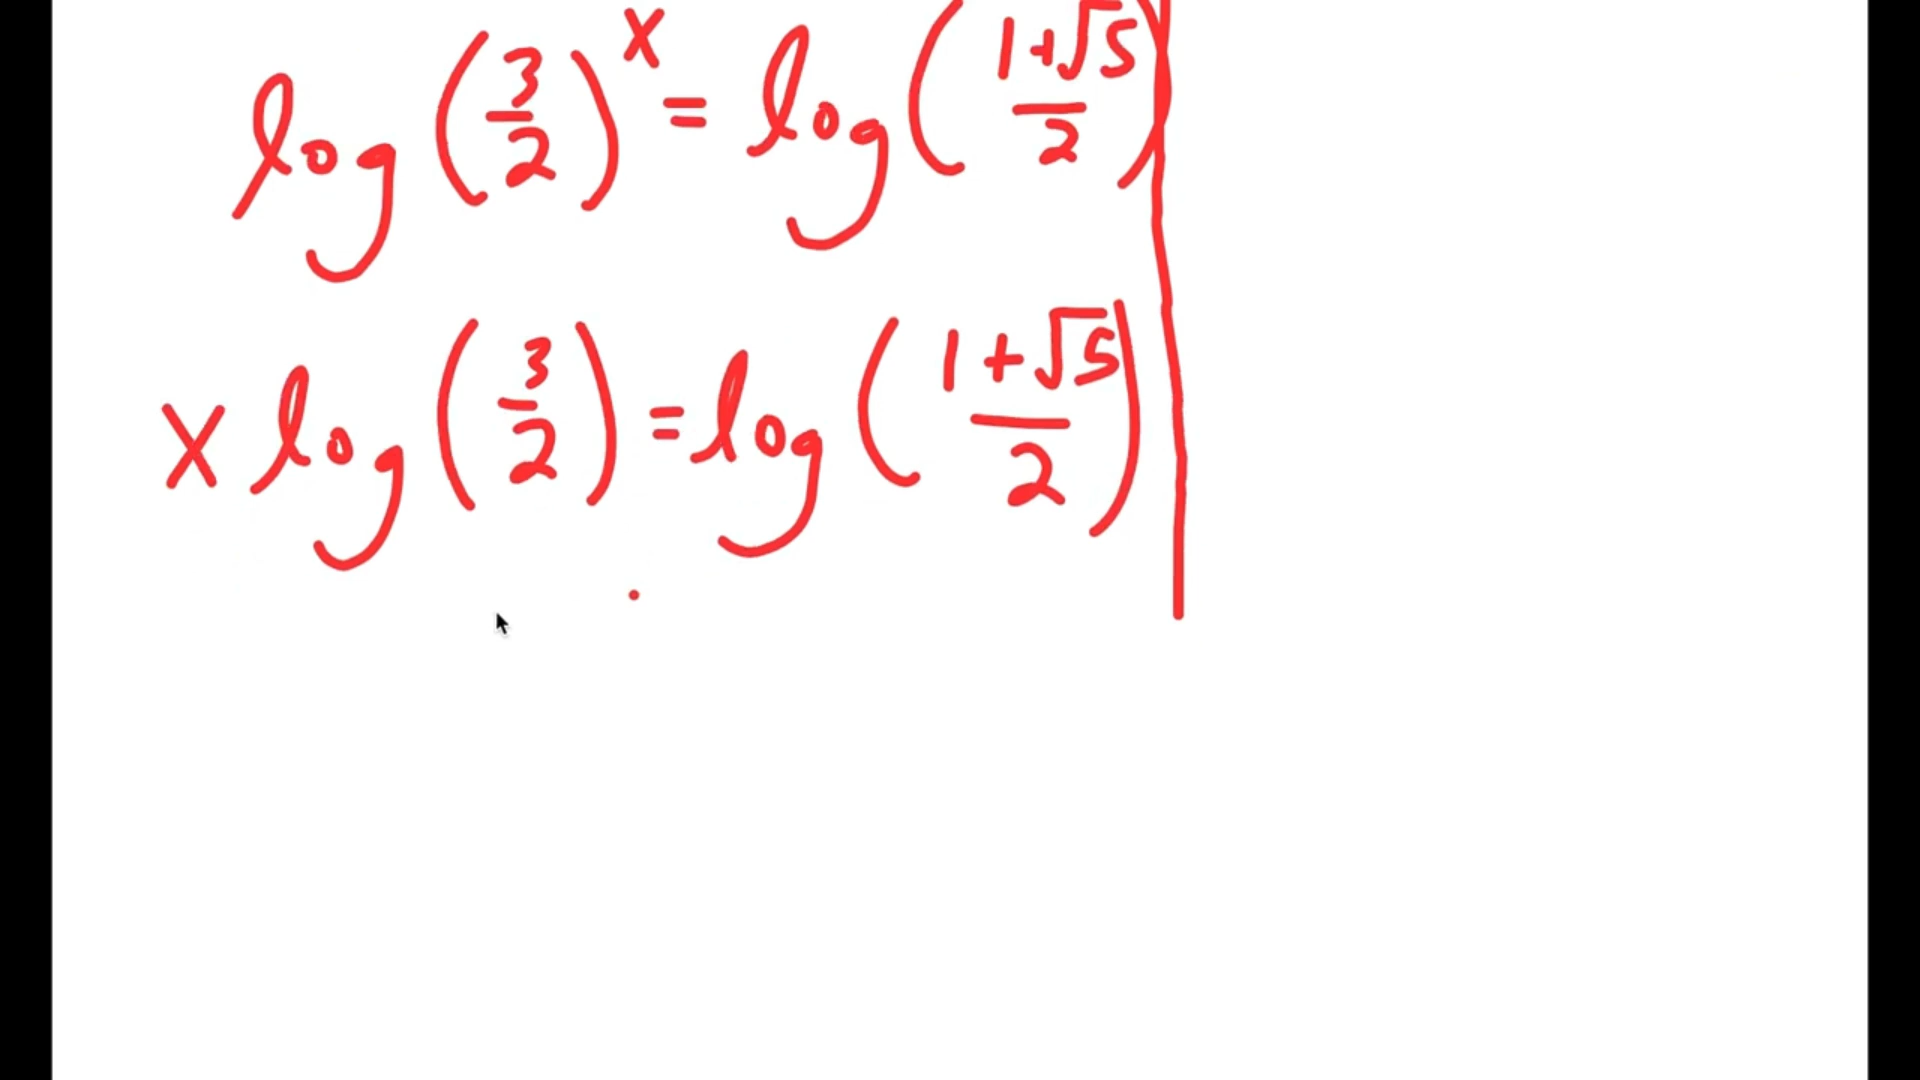 log(3/2)^x = log((1+√5)/2)
x log(3/2) = log((1+√5)/2)